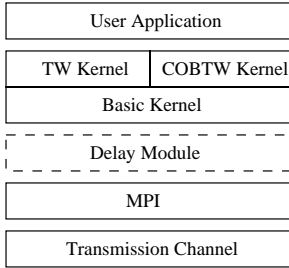 User Application
TW Kernel COBTW Kernel
Basic Kernel
Delay Module
MPI
Transmission Channel